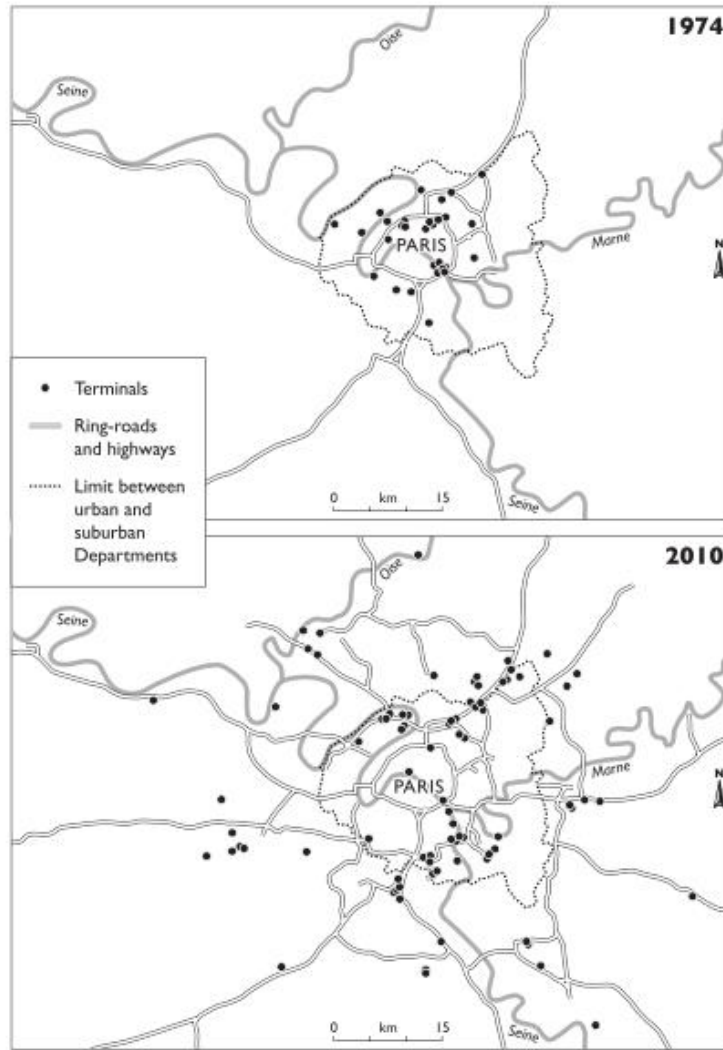 1974
Oise
Seine
PARIS
Marne
N
Terminals
Ring-roads
and highways
Limit between
urban and
suburban
Departments
0 km 15
Seine
2010
Oise
Seine
PARIS
Marne
N
0 km 15
Seine